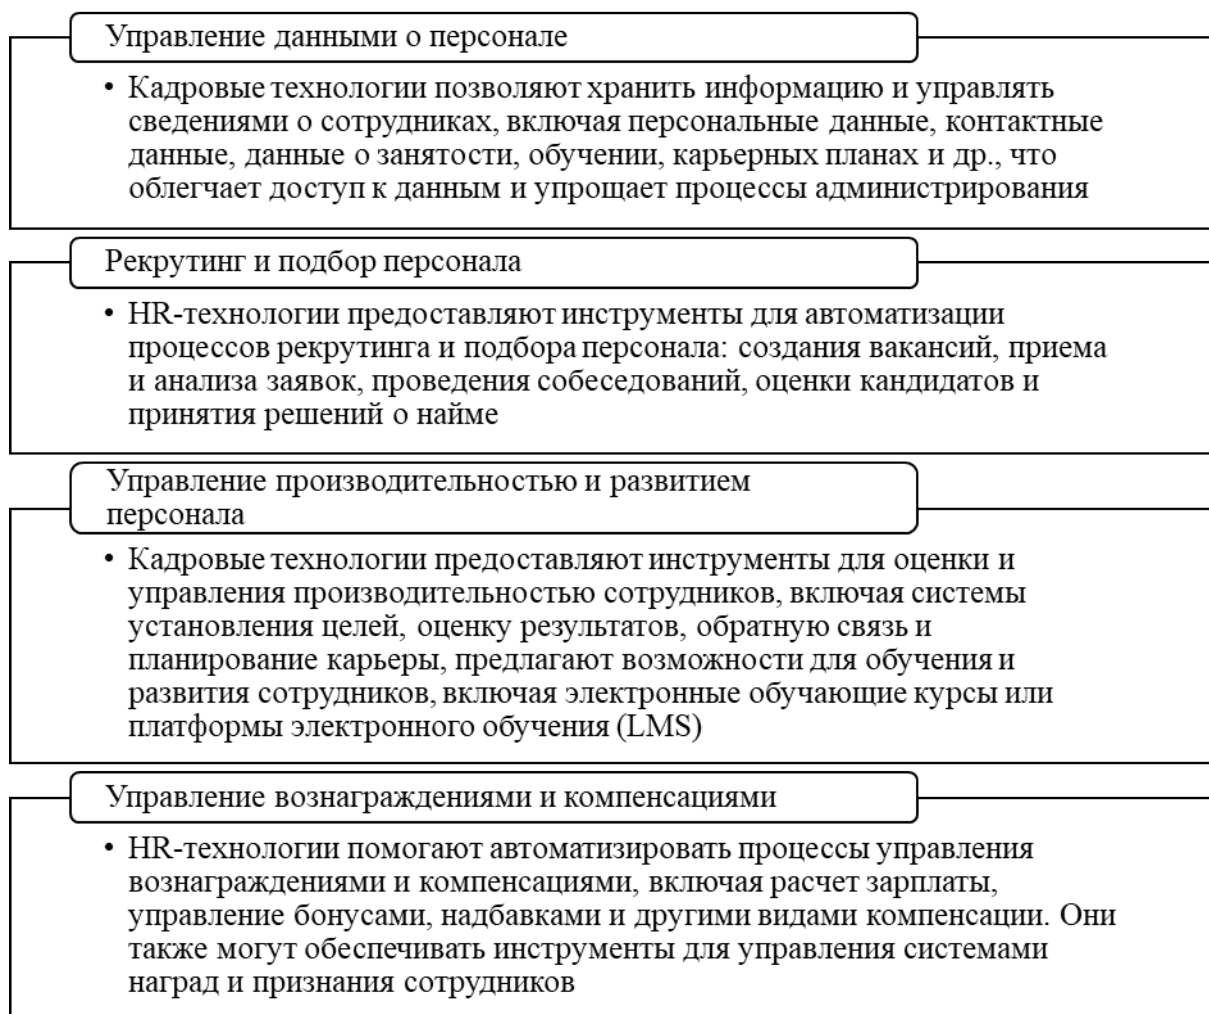 Управление данными о персонале
• Кадровые технологии позволяют хранить информацию и управлять
сведениями о сотрудниках, включая персональные данные, контактные
данные, данные о занятости, обучении, карьерных планах и др., что
облегчает доступ к данным и упрощает процессы администрирования
Рекрутинг и подбор персонала
• HR-технологии предоставляют инструменты для автоматизации
процессов рекрутинга и подбора персонала: создания вакансий, приема
и анализа заявок, проведения собеседований, оценки кандидатов и
принятия решений о найме
Управление производительностью и развитием
персонала
• Кадровые технологии предоставляют инструменты для оценки и
управления производительностью сотрудников, включая системы
установления целей, оценку результатов, обратную связь и
планирование карьеры, предлагают возможности для обучения и
развития сотрудников, включая электронные обучающие курсы или
платформы электронного обучения (LMS)
Управление вознаграждениями и компенсациями
• HR-технологии помогают автоматизировать процессы управления
вознаграждениями и компенсациями, включая расчет зарплаты,
управление бонусами, надбавками и другими видами компенсации. Они
также могут обеспечивать инструменты для управления системами
наград и признания сотрудников